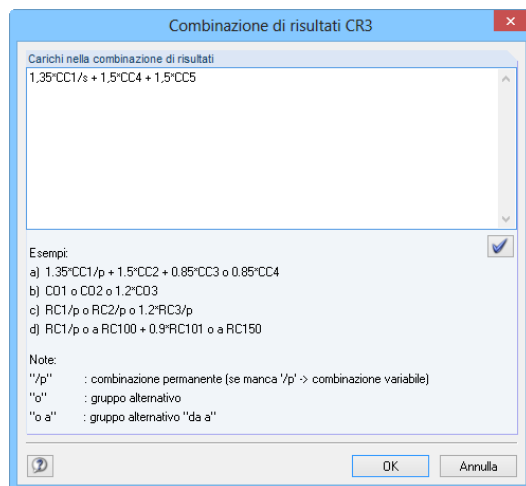 Combinazione di risultati CR3
Carichi nella combinazione di risultati
1,35*CC1/s + 1,5*CC4 + 1,5*CC5
Esempi:
a) 1.35*CC1/p + 1.5*CC2 + 0.85*CC3 o 0.85*CC4
b) CO1 o CO2 o 1.2*CO3
c) RC1/p o RC2/p o 1.2*RC3/p
d) RC1/p o a RC100 + 0.9*RC101 o a RC150
Note:
"/p" : combinazione permanente (se manca '/p' -> combinazione variabile)
"o" : gruppo alternativo
"o a" : gruppo alternativo "da a"
OK Annulla